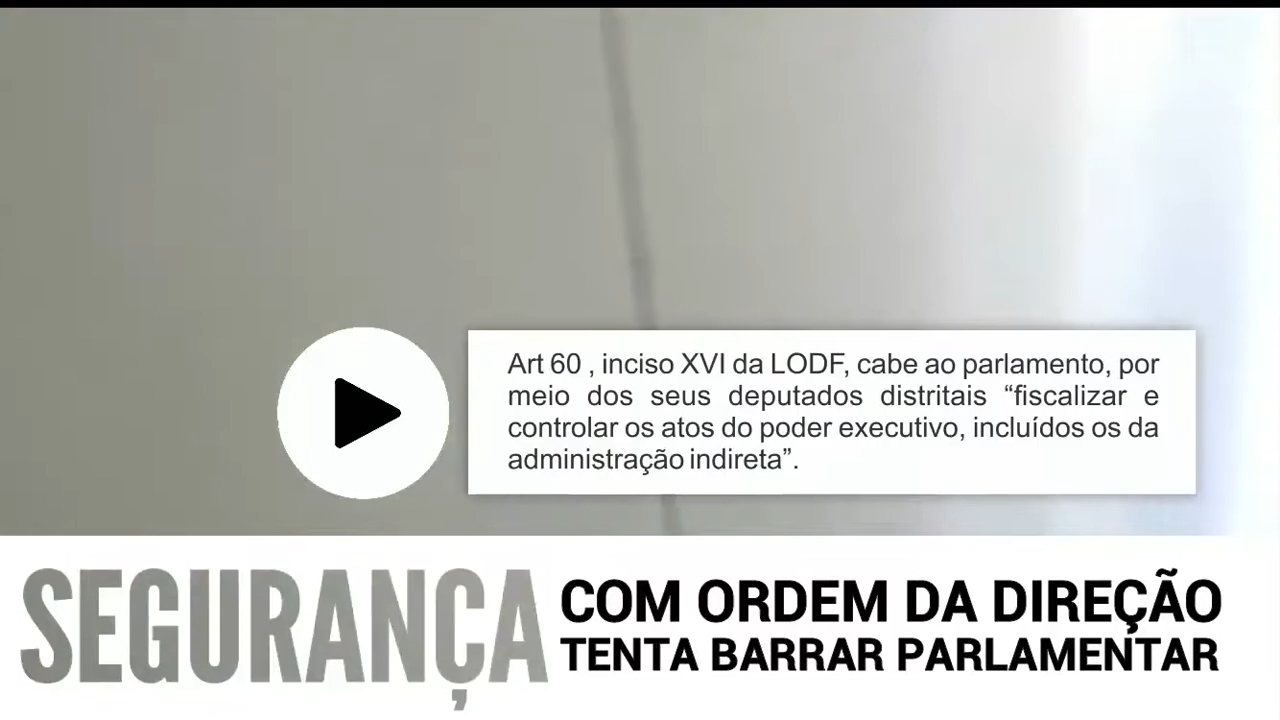 Art 60 , inciso XVI da LODF, cabe ao parlamento, por
meio dos seus deputados distritais “fiscalizar e
controlar os atos do poder executivo, incluídos os da
administração indireta”.
SEGURANÇA
COM ORDEM DA DIREÇÃO
TENTA BARRAR PARLAMENTAR